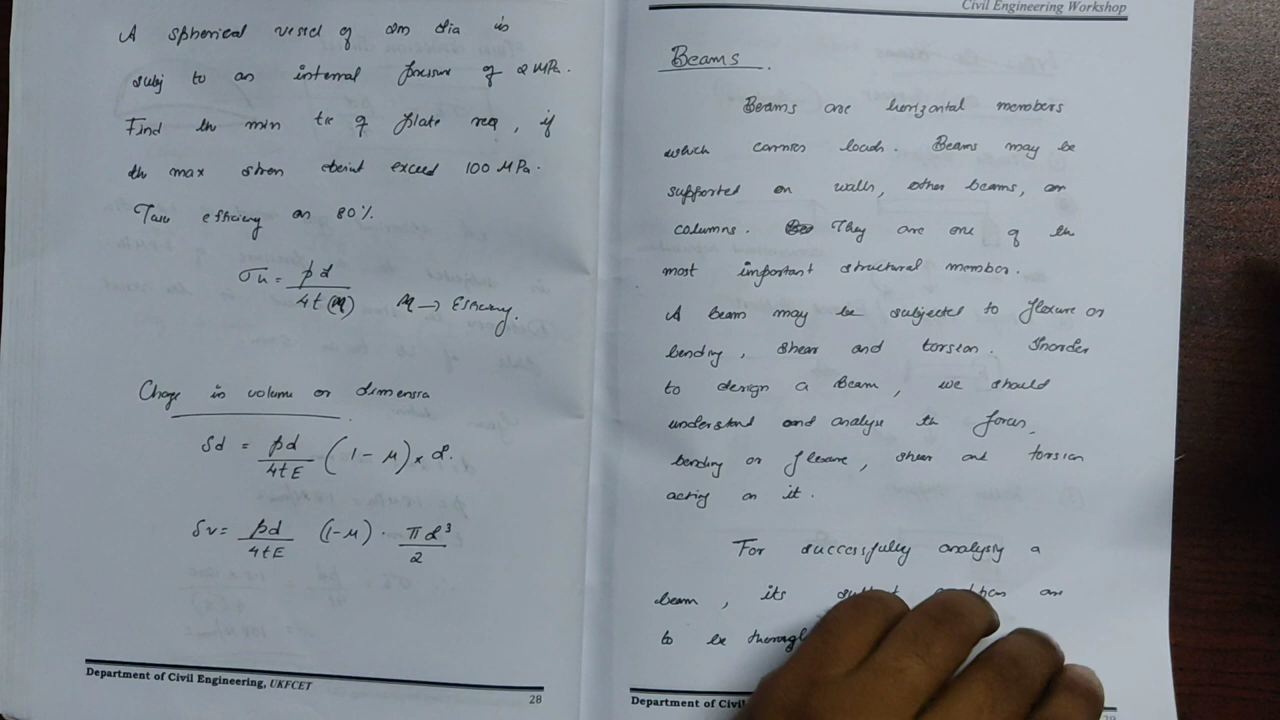 A spherical vessel of 2m dia is
subj to an internal pressure of 2 MPa.
Find the min tk of plate req, if
the max stress exceed 100 MPa.
Take efficiency as 80%.
σh = pd / 4t(η)   η → Efficiency.
Change in volume or dimension
δd = pd / 4tE (1 - μ) × d.
δv = pd / 4tE (1-μ) · πd³ / 2
Department of Civil Engineering, UKFCET
28
Civil Engineering Workshop
Beams.
Beams are horizontal members
which carries loads. Beams may be
supported on walls, other beams, or
columns. They are one of the
most important structural member.
A beam may be subjected to flexure or
bending, shear and torsion. Inorder
to design a Beam, we should
understand and analyse the forces,
bending or flexure, shear and torsion
acting on it.
For successfully analysing a
beam, its are
to be
Department of